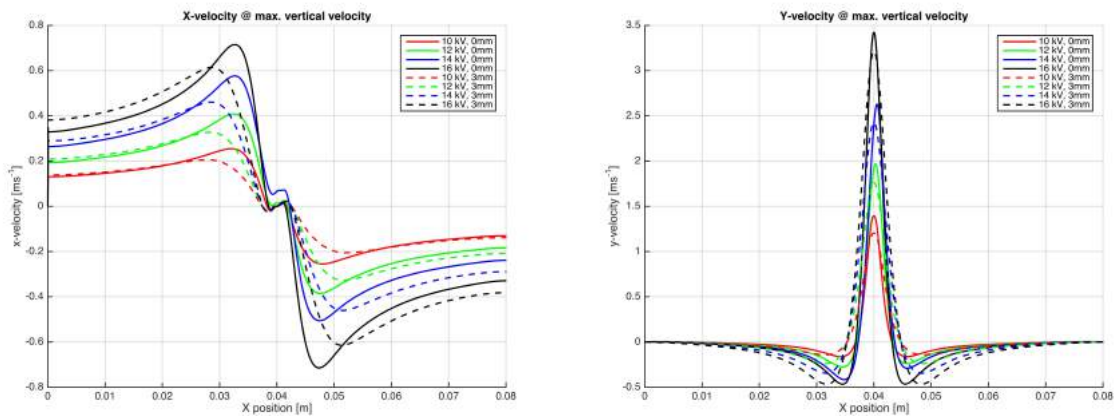 X-velocity @ max. vertical velocity
0.8
0.6
0.4
0.2
0
-0.2
-0.4
-0.6
-0.8
x-velocity [ms-1]
10 kV, 0mm
12 kV, 0mm
14 kV, 0mm
16 kV, 0mm
10 kV, 3mm
12 kV, 3mm
14 kV, 3mm
16 kV, 3mm
0 0.01 0.02 0.03 0.04 0.05 0.06 0.07 0.08
X position [m]
Y-velocity @ max. vertical velocity
3.5
3
2.5
2
1.5
1
0.5
0
-0.5
y-velocity [ms-1]
10 kV, 0mm
12 kV, 0mm
14 kV, 0mm
16 kV, 0mm
10 kV, 3mm
12 kV, 3mm
14 kV, 3mm
16 kV, 3mm
0 0.01 0.02 0.03 0.04 0.05 0.06 0.07 0.08
X position [m]